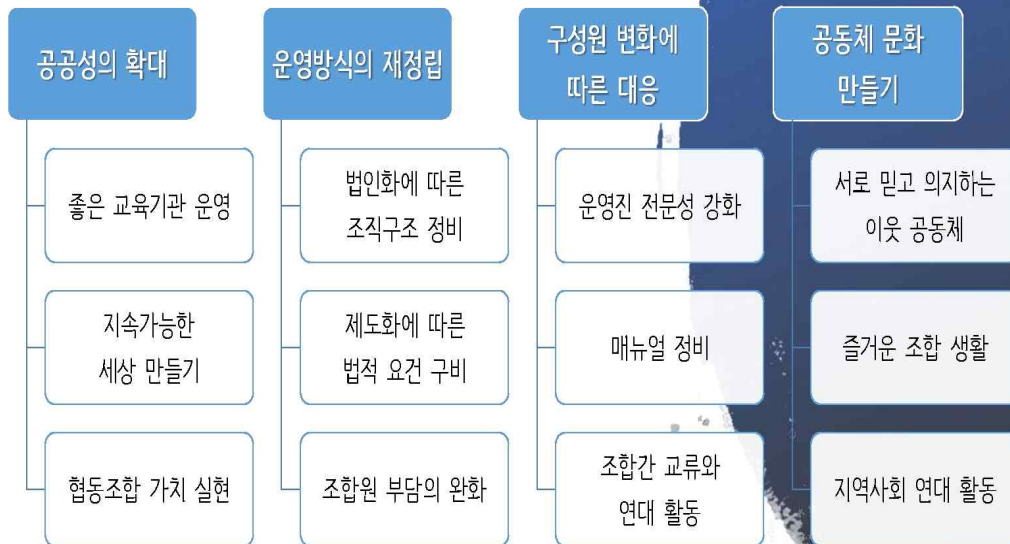 공공성의 확대
좋은 교육기관 운영
지속가능한
세상 만들기
협동조합 가치 실현
운영방식의 재정립
법인화에 따른
조직구조 정비
제도화에 따른
법적 요건 구비
조합원 부담의 완화
구성원 변화에
따른 대응
운영진 전문성 강화
매뉴얼 정비
조합간 교류와
연대 활동
공동체 문화
만들기
서로 믿고 의지하는
이웃 공동체
즐거운 조합 생활
지역사회 연대 활동